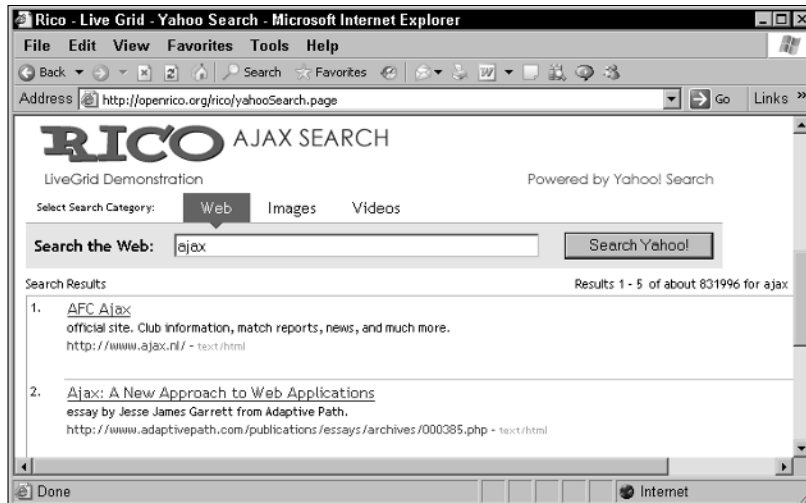 Rico - Live Grid - Yahoo Search - Microsoft Internet Explorer
File Edit View Favorites Tools Help
Back Search Favorites
Address http://openrico.org/rico/yahooSearch.page Go Links »
RICO AJAX SEARCH
LiveGrid Demonstration Powered by Yahoo! Search
Select Search Category: Web Images Videos
Search the Web: ajax Search Yahoo!
Search Results Results 1 - 5 of about 831996 for ajax
1. AFC Ajax
official site. Club information, match reports, news, and much more.
http://www.ajax.nl/ - text/html
2. Ajax: A New Approach to Web Applications
essay by Jesse James Garrett from Adaptive Path.
http://www.adaptivepath.com/publications/essays/archives/000385.php - text/html
Done Internet